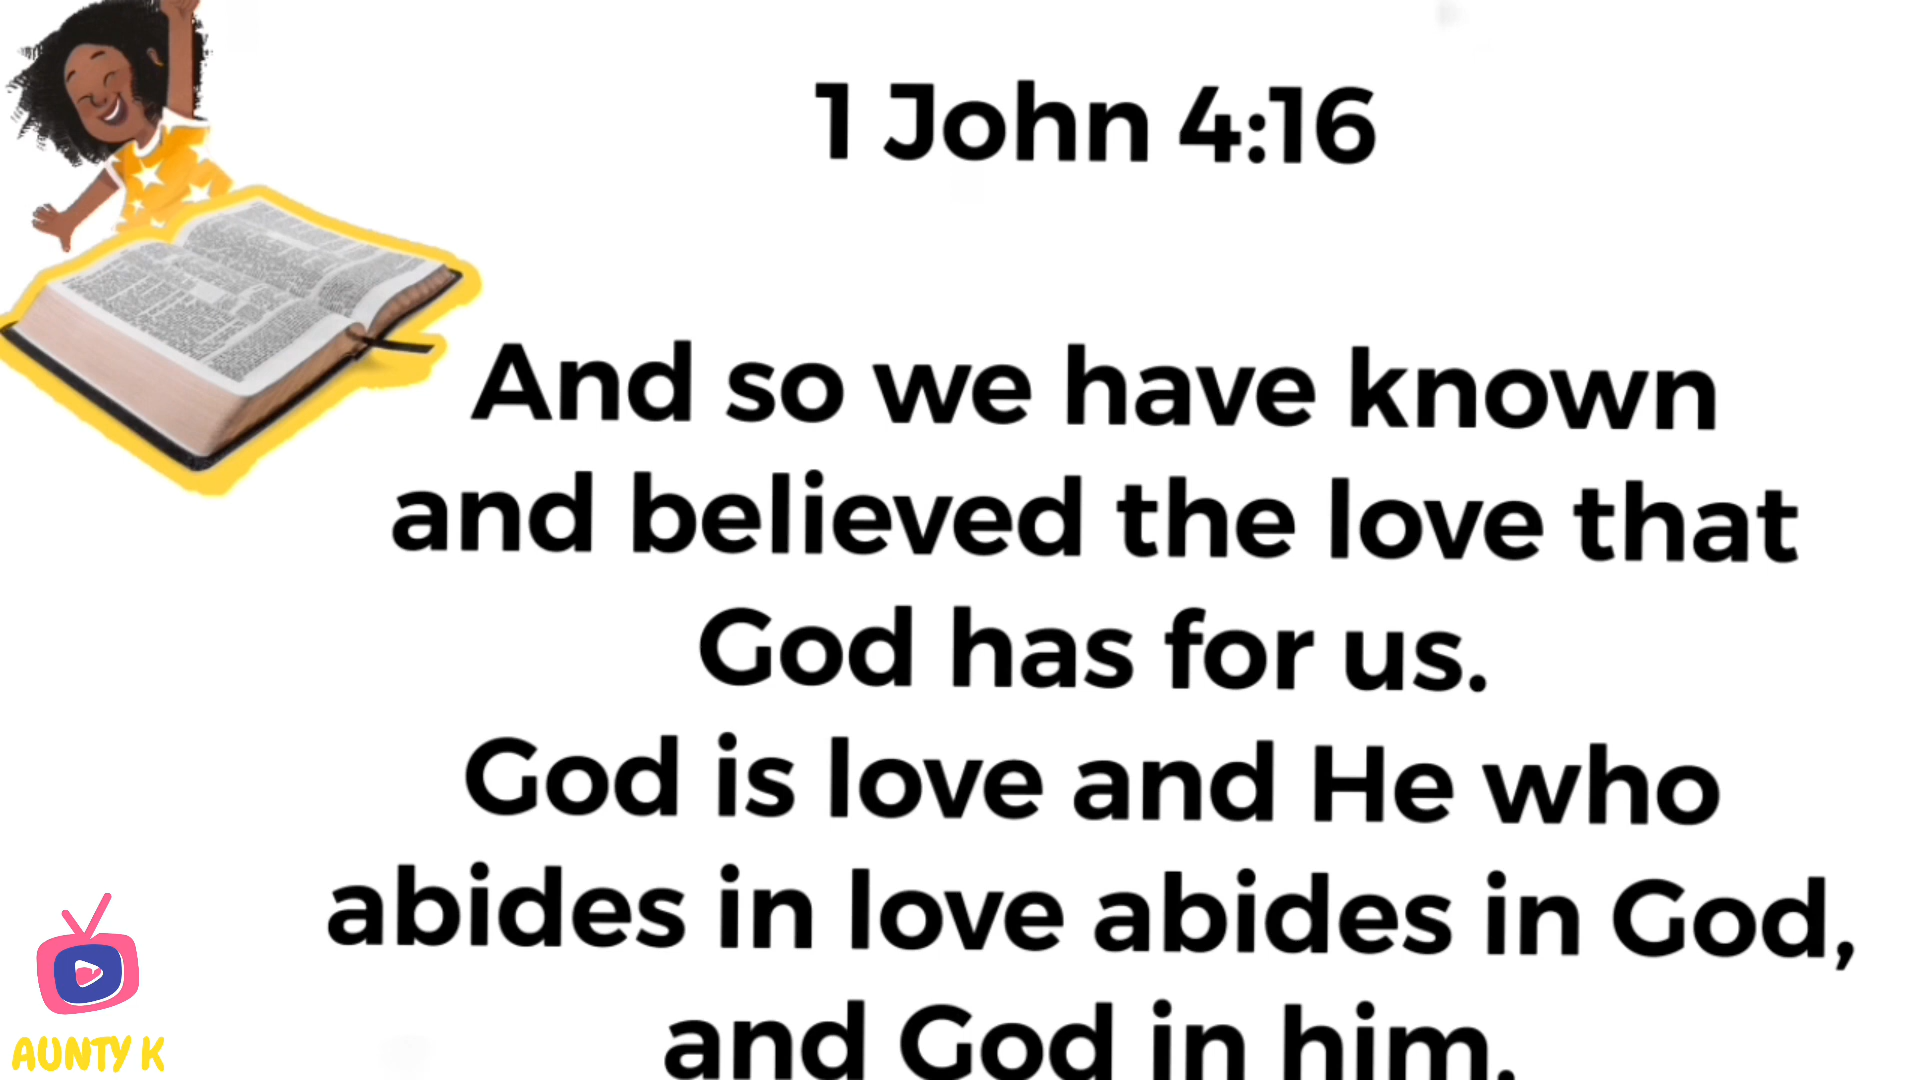 1 John 4:16
And so we have known
and believed the love that
God has for us.
God is love and He who
abides in love abides in God,
and God in him.
AUNTY K